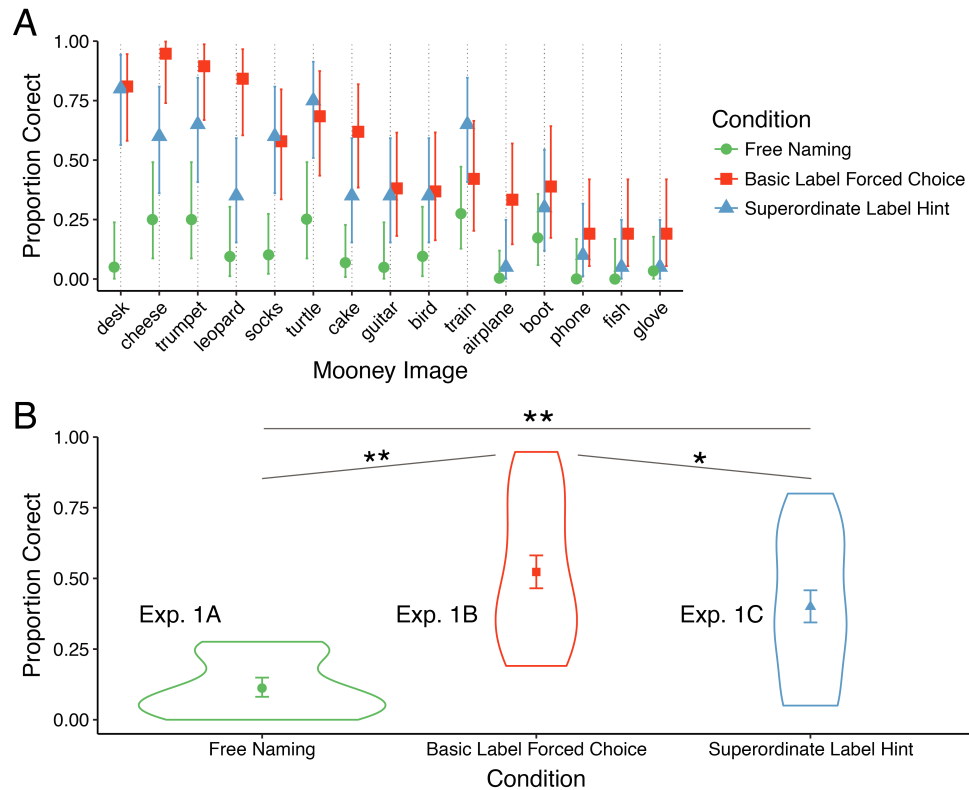 A
Proportion Corect
1.00
0.75
0.50
0.25
0.00
desk
cheese
trumpet
leopard
socks
turtle
cake
guitar
bird
train
airplane
boot
phone
fish
glove
Mooney Image
Condition
Free Naming
Basic Label Forced Choice
Superordinate Label Hint
B
Proportion Corect
1.00
0.75
0.50
0.25
0.00
**
**
*
Exp. 1A
Exp. 1B
Exp. 1C
Free Naming
Basic Label Forced Choice
Superordinate Label Hint
Condition